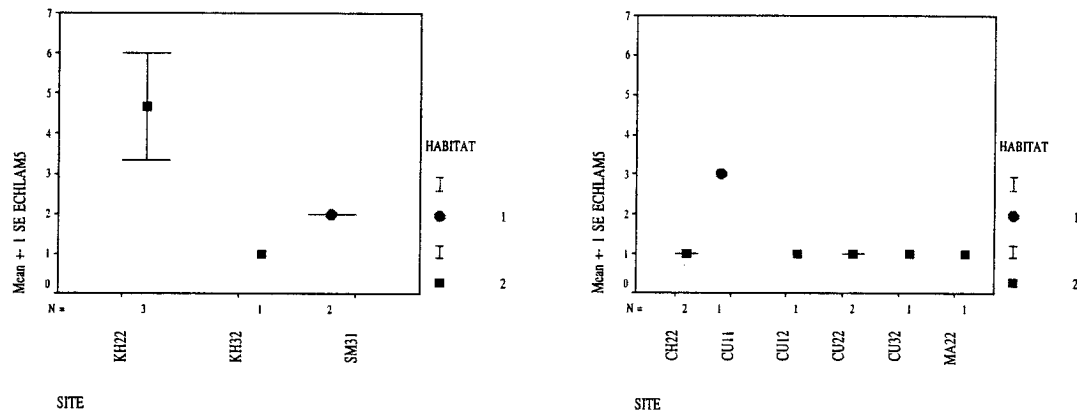 7
6
5
4
3
2
1
0
Mean +- 1 SE ECHLAM5
N = 3 1 2
KH22 KH32 SM31
SITE
HABITAT
1
2
7
6
5
4
3
2
1
0
Mean +- 1 SE ECHLAM5
N = 2 1 1 2 1 1
CH22 CU11 CU12 CU22 CU32 MA22
SITE
HABITAT
1
2